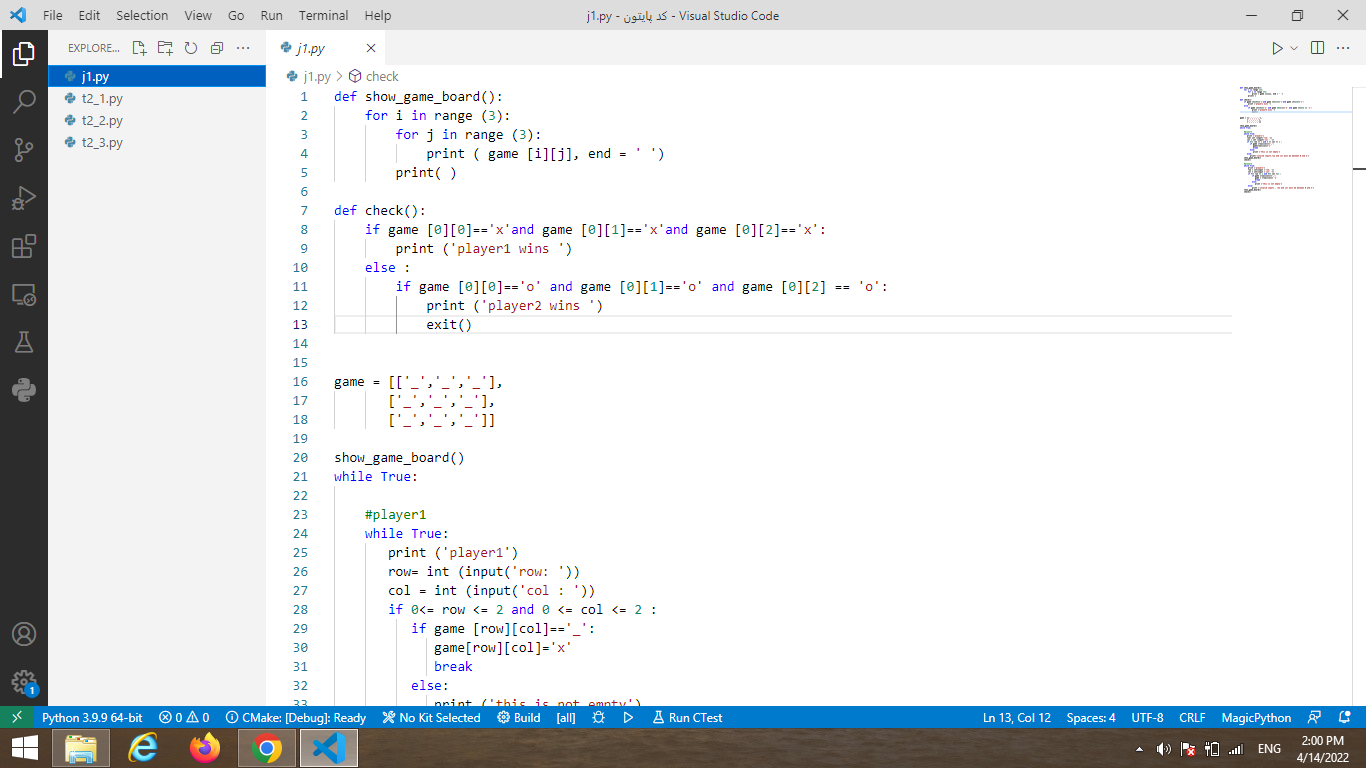 File Edit Selection View Go Run Terminal Help
j1.py - کد پایتون - Visual Studio Code
EXPLORE...
j1.py
t2_1.py
t2_2.py
t2_3.py
j1.py
j1.py > check
1 def show_game_board():
2 for i in range (3):
3 for j in range (3):
4 print ( game [i][j], end = ' ')
5 print( )
6
7 def check():
8 if game [0][0]=='x'and game [0][1]=='x'and game [0][2]=='x':
9 print ('player1 wins ')
10 else :
11 if game [0][0]=='o' and game [0][1]=='o' and game [0][2] == 'o':
12 print ('player2 wins ')
13 exit()
14
15
16 game = [['_','_','_'],
17 ['_','_','_'],
18 ['_','_','_']]
19
20 show_game_board()
21 while True:
22
23 #player1
24 while True:
25 print ('player1')
26 row= int (input('row: '))
27 col = int (input('col : '))
28 if 0<= row <= 2 and 0 <= col <= 2 :
29 if game [row][col]=='_':
30 game[row][col]='x'
31 break
32 else:
33 print ('this is not empty')
1
Python 3.9.9 64-bit 0 0 CMake: [Debug]: Ready No Kit Selected Build [all] Run CTest Ln 13, Col 12 Spaces: 4 UTF-8 CRLF MagicPython
ENG
2:00 PM
4/14/2022